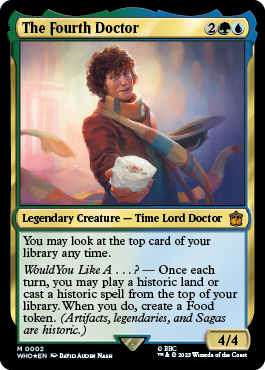 The Fourth Doctor 2
Legendary Creature — Time Lord Doctor
You may look at the top card of your
library any time.
Would You Like A . . . ? — Once each
turn, you may play a historic land or
cast a historic spell from the top of your
library. When you do, create a Food
token. (Artifacts, legendaries, and Sagas
are historic.)
4/4
M 0002
WHO★EN DAVID AUDEN NASH
© BBC
™ & © 2023 Wizards of the Coast